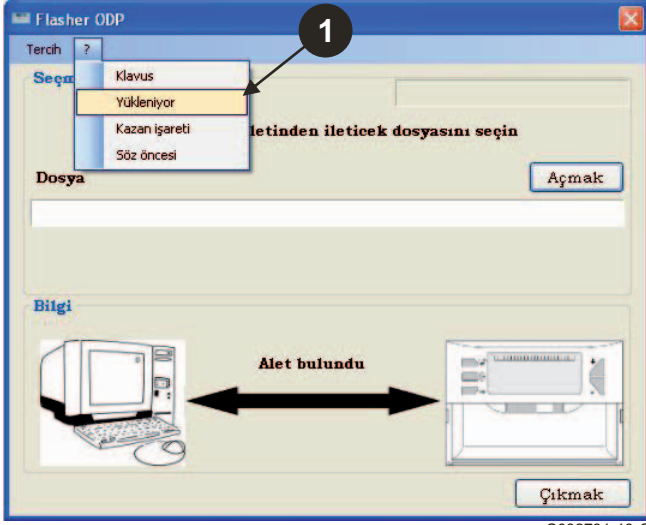 Flasher ODP
1
Tercih ?
Klavus
Yükleniyor
Kazan işareti
Söz öncesi
letinden ileticek dosyasını seçin
Dosya
Açmak
Bilgi
Alet bulundu
Çıkmak